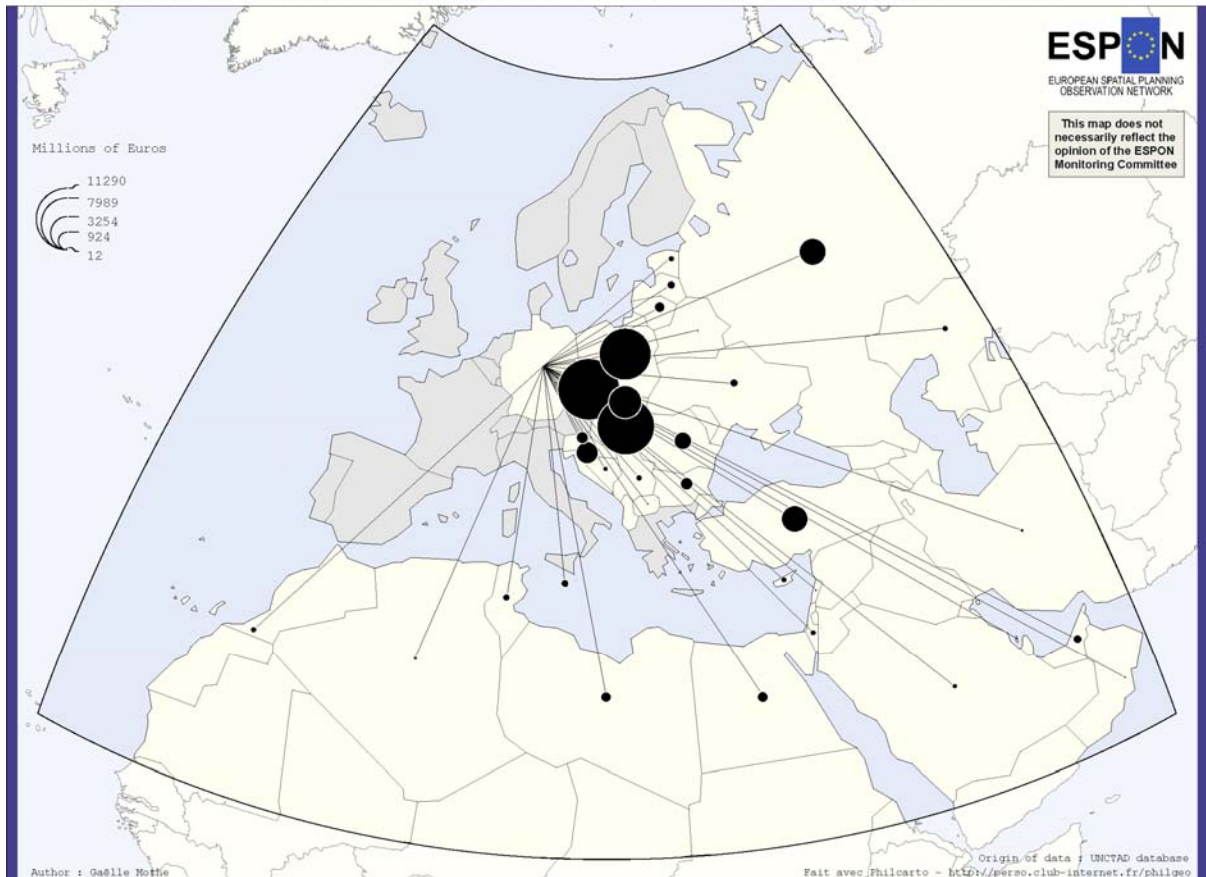 ESPON
EUROPEAN SPATIAL PLANNING
OBSERVATION NETWORK
This map does not
necessarily reflect the
opinion of the ESPON
Monitoring Committee
Millions of Euros
11290
7989
3254
924
12
Origin of data : UNCTAD database
Author : Gaëlle Mothe
Fait avec Philcarto - http://perso.club-internet.fr/philgeo